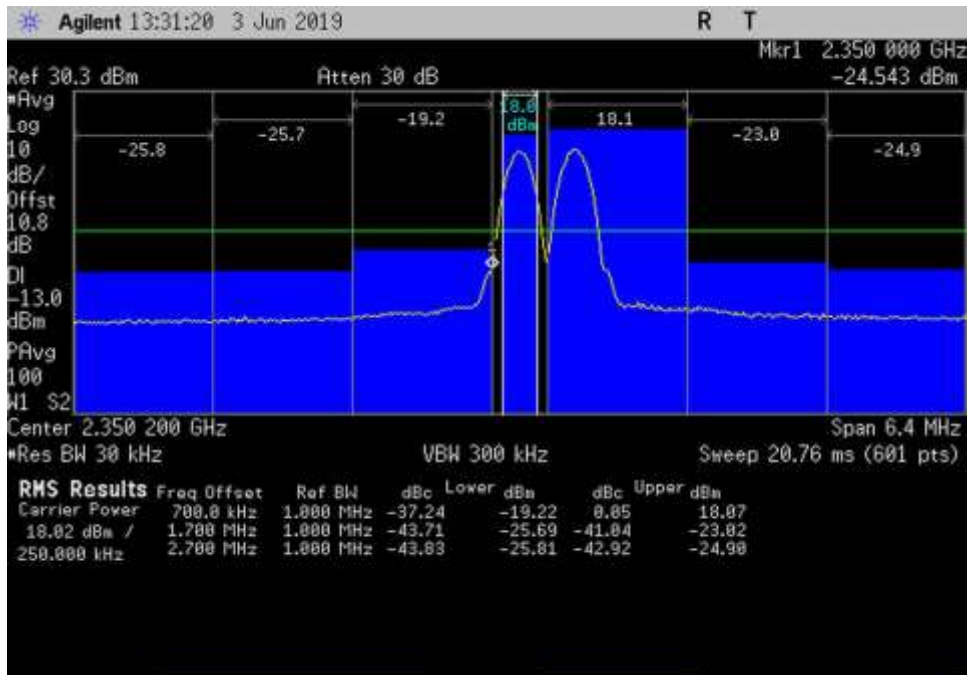 Agilent 13:31:20 3 Jun 2019 R T
Mkr1 2.350 000 GHz
Ref 30.3 dBm Atten 30 dB -24.543 dBm
#Avg
Log
10
dB/
Offst
10.8
dB
DI
-13.0
dBm
PAvg
100
W1 S2
-25.8 -25.7 -19.2 18.0 dBm 18.1 -23.0 -24.9
Center 2.350 200 GHz Span 6.4 MHz
#Res BW 30 kHz VBW 300 kHz Sweep 20.76 ms (601 pts)
RMS Results Freq Offset Ref BW dBc Lower dBm dBc Upper dBm
Carrier Power 700.0 kHz 1.000 MHz -37.24 -19.22 0.05 18.07
18.02 dBm / 1.700 MHz 1.000 MHz -43.71 -25.69 -41.04 -23.02
250.000 kHz 2.700 MHz 1.000 MHz -43.83 -25.81 -42.92 -24.90